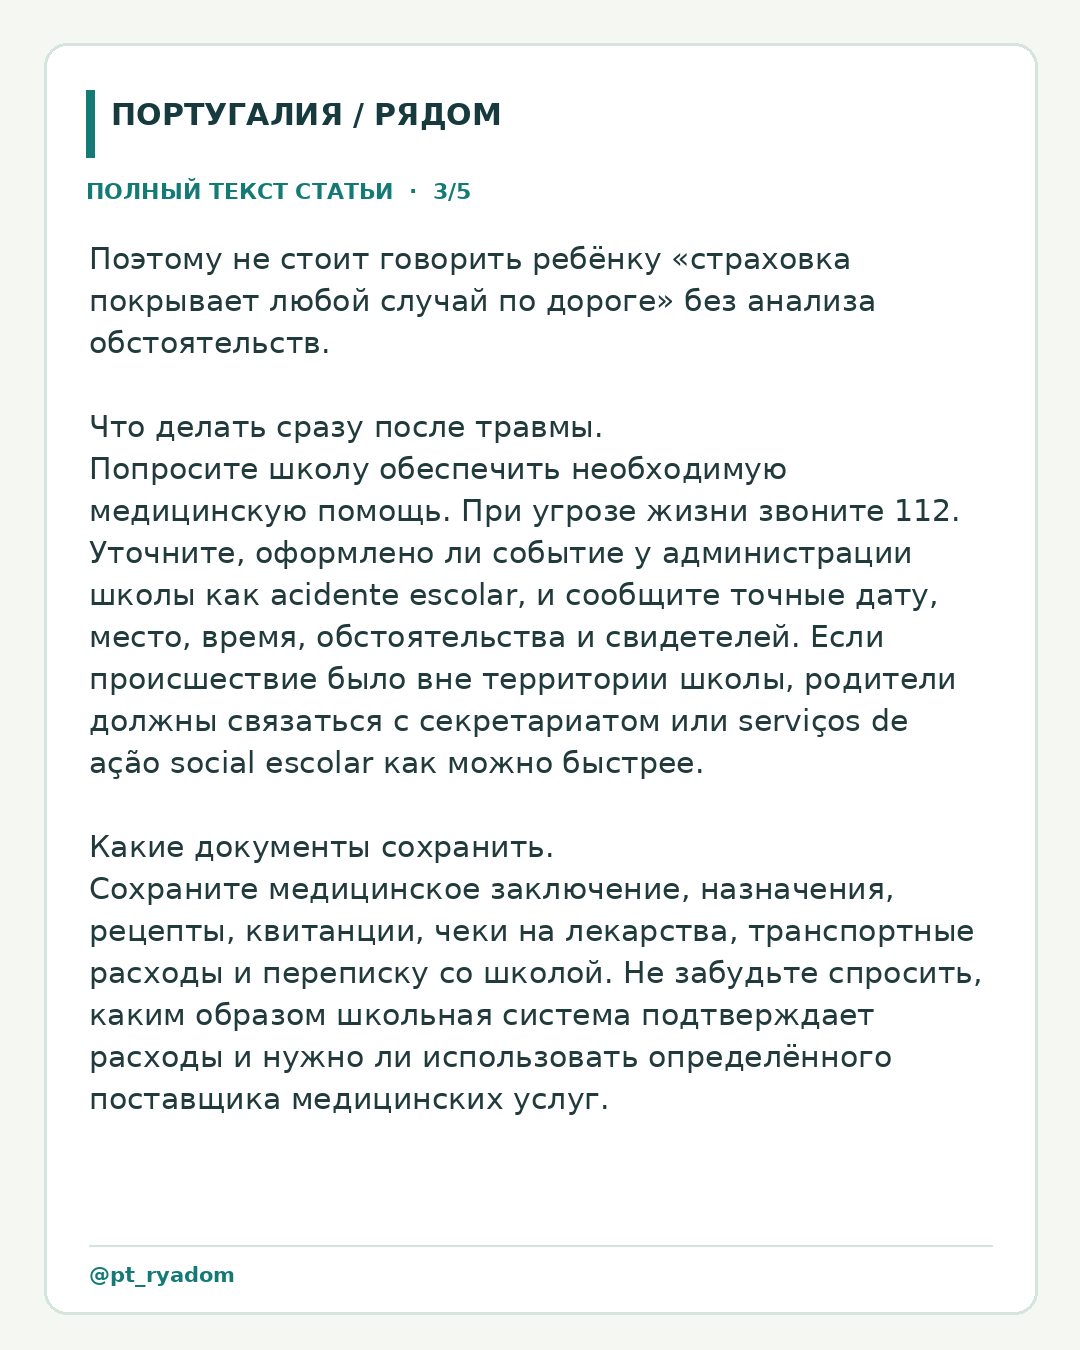 ПОРТУГАЛИЯ / РЯДОМ
ПОЛНЫЙ ТЕКСТ СТАТЬИ · 3/5
Поэтому не стоит говорить ребёнку «страховка
покрывает любой случай по дороге» без анализа
обстоятельств.
Что делать сразу после травмы.
Попросите школу обеспечить необходимую
медицинскую помощь. При угрозе жизни звоните 112.
Уточните, оформлено ли событие у администрации
школы как acidente escolar, и сообщите точные дату,
место, время, обстоятельства и свидетелей. Если
происшествие было вне территории школы, родители
должны связаться с секретариатом или serviços de
ação social escolar как можно быстрее.
Какие документы сохранить.
Сохраните медицинское заключение, назначения,
рецепты, квитанции, чеки на лекарства, транспортные
расходы и переписку со школой. Не забудьте спросить,
каким образом школьная система подтверждает
расходы и нужно ли использовать определённого
поставщика медицинских услуг.
@pt_ryadom